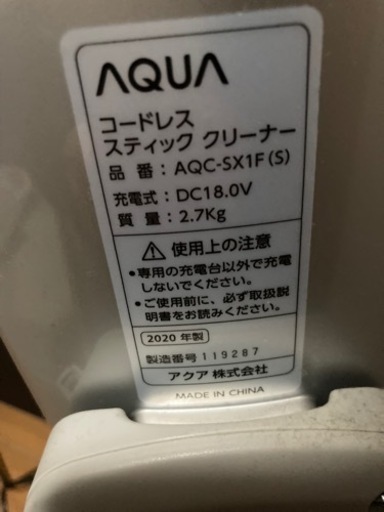 AQUA
コードレス
スティック クリーナー
品 番 : AQC-SX1F(S)
充電式 : DC18.0V
質 量 : 2.7Kg
⚠ 使用上の注意
●専用の充電台以外で充電
しないでください。
●ご使用前に、必ず取扱説
明書をお読みください。
2020 年製
製造番号 119287
アクア 株式会社
MADE IN CHINA